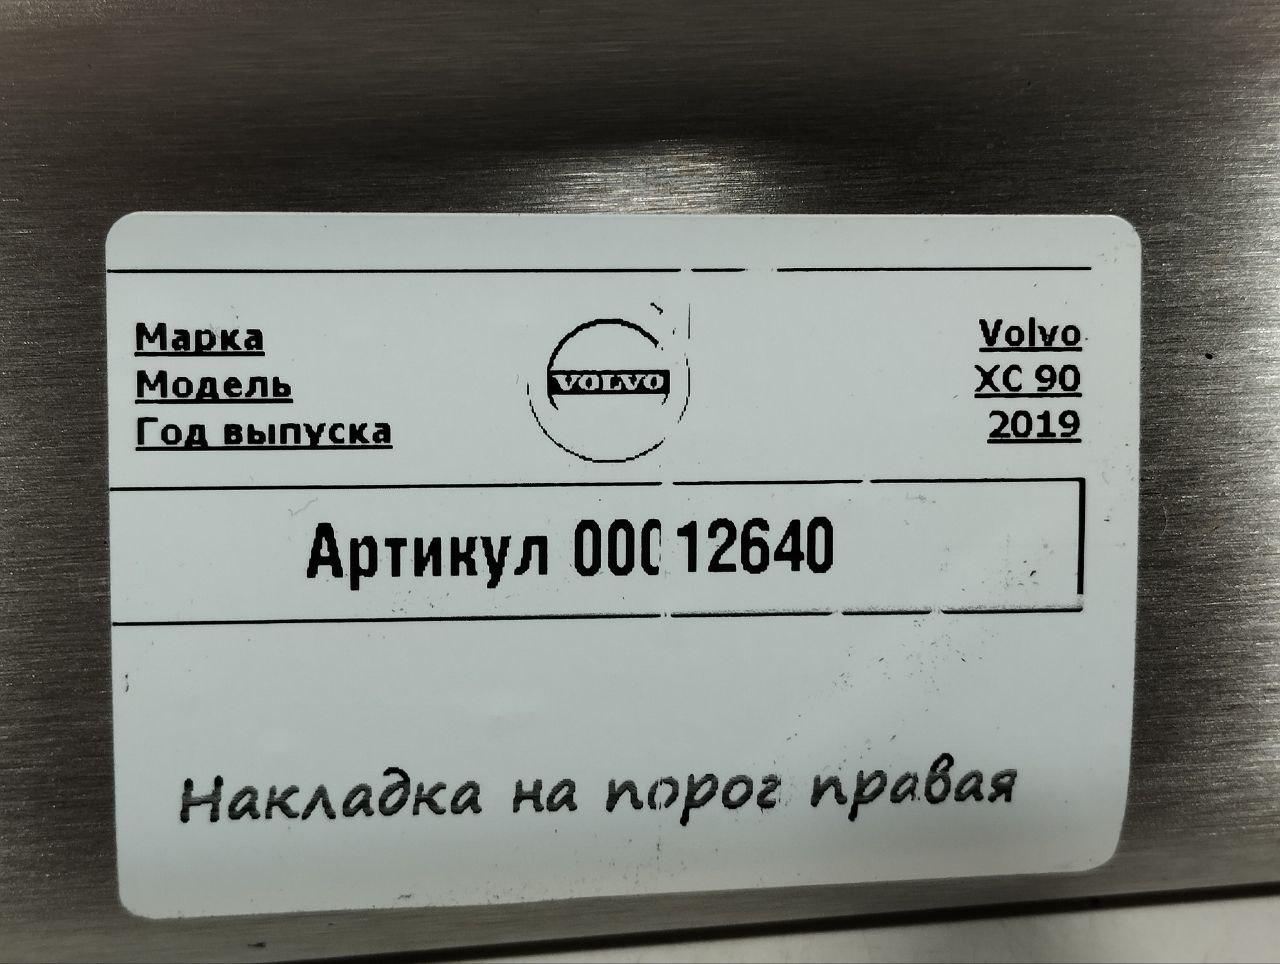 Марка VOLVO Volvo
Модель XC 90
Год выпуска 2019
Артикул 00012640
Накладка на порог правая